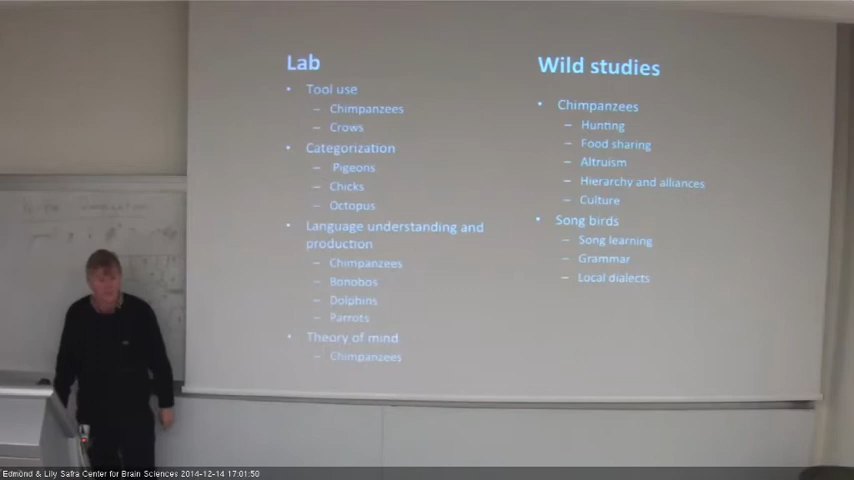 Lab
• Tool use
– Chimpanzees
– Crows
• Categorization
– Pigeons
– Chicks
– Octopus
• Language understanding and
production
– Chimpanzees
– Bonobos
– Dolphins
– Parrots
• Theory of mind
– Chimpanzees
Wild studies
• Chimpanzees
– Hunting
– Food sharing
– Altruism
– Hierarchy and alliances
– Culture
• Song birds
– Song learning
– Grammar
– Local dialects
Edmond & Lily Safra Center for Brain Sciences 2014-12-14 17:01:50